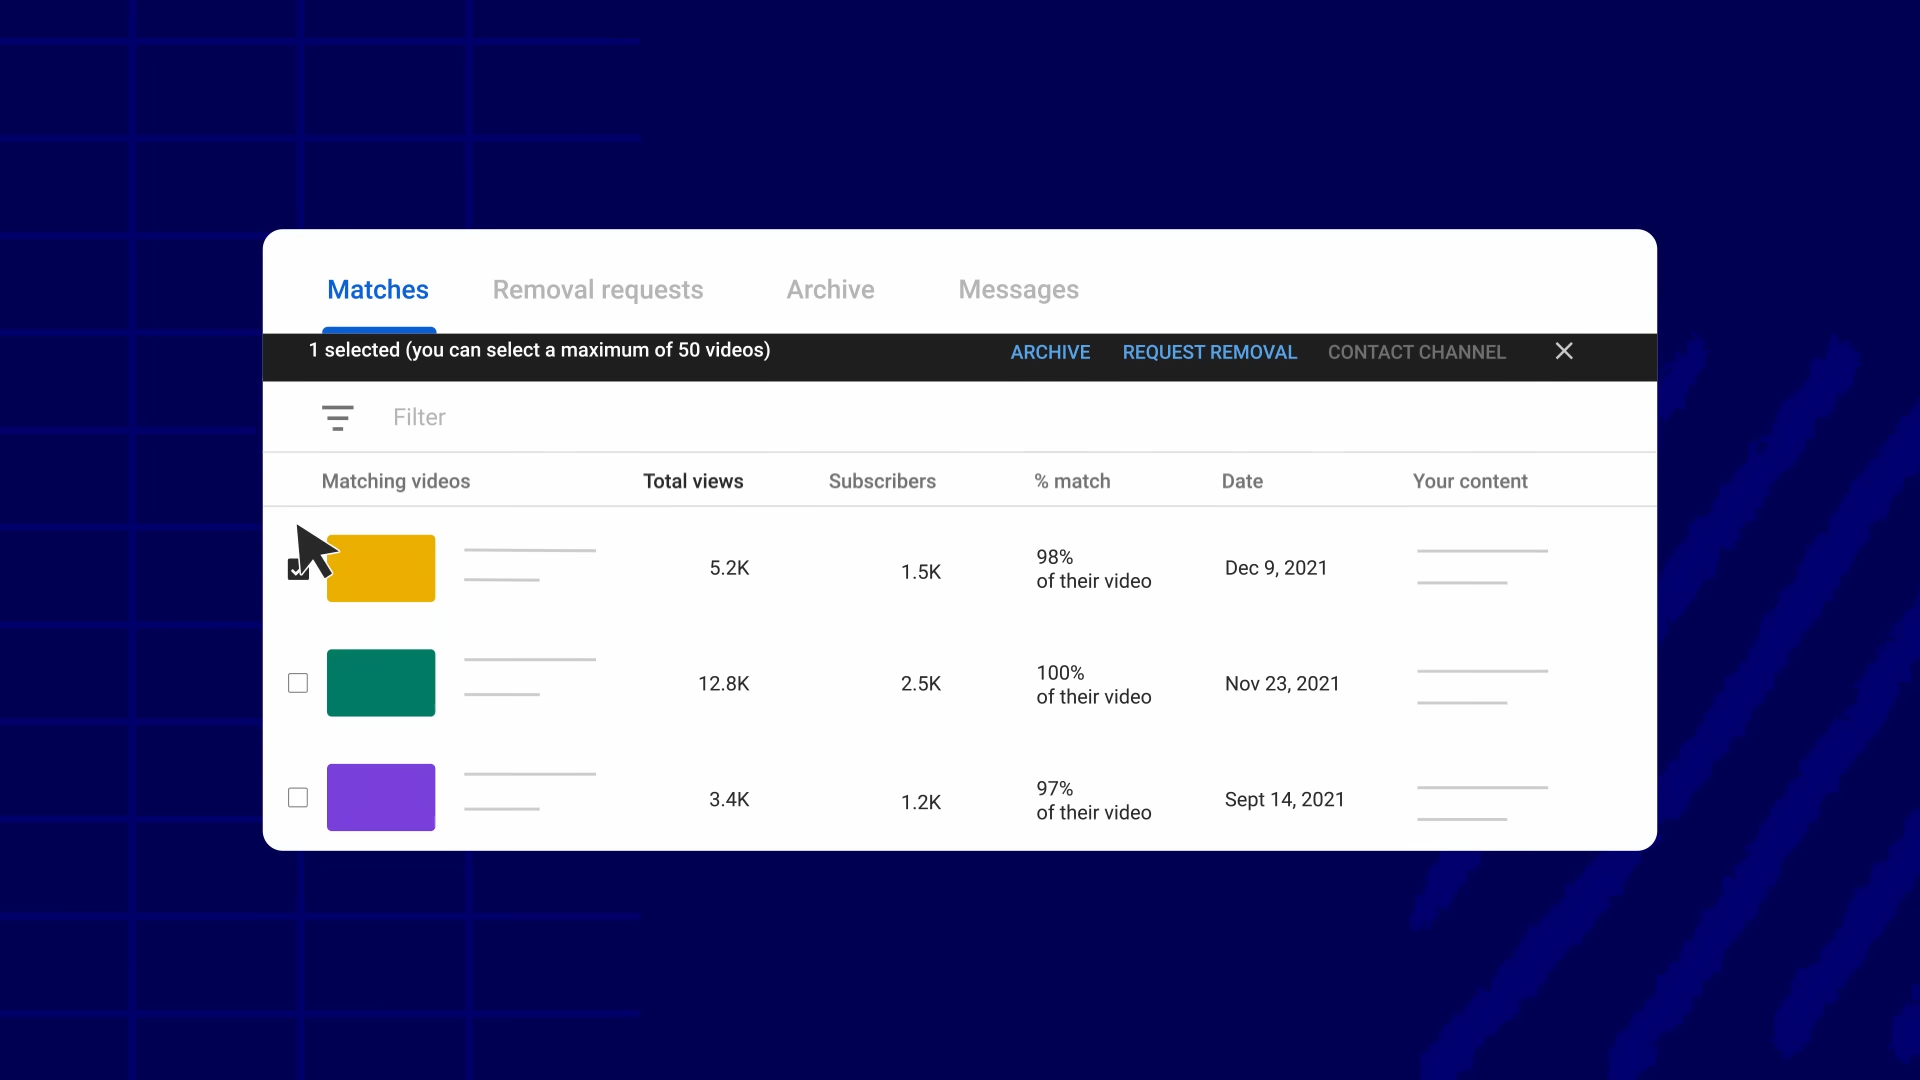 Matches Removal requests Archive Messages
1 selected (you can select a maximum of 50 videos) ARCHIVE REQUEST REMOVAL CONTACT CHANNEL
Filter
Matching videos Total views Subscribers % match Date Your content
5.2K 1.5K 98% of their video Dec 9, 2021
12.8K 2.5K 100% of their video Nov 23, 2021
3.4K 1.2K 97% of their video Sept 14, 2021